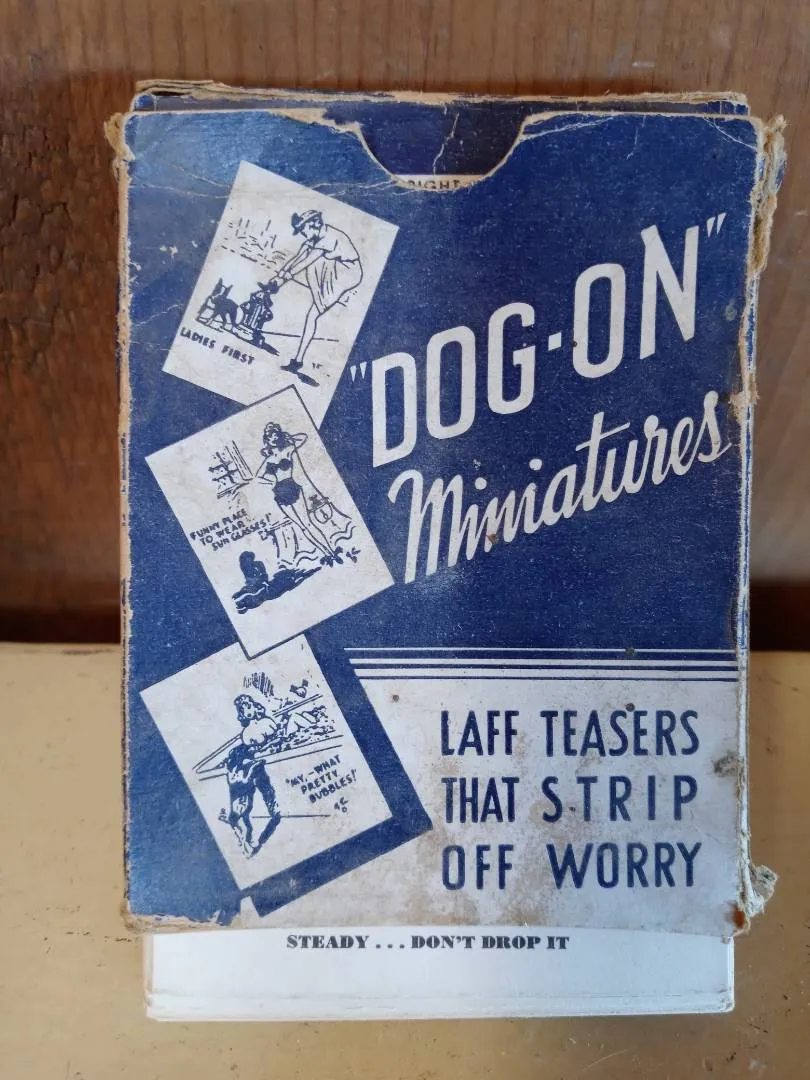 RIGHT
LADIES FIRST
"DOG-ON"
Miniatures
FUNNY PLACE
TO WEAR
SUN GLASSES!"
"MY,-WHAT
PRETTY
BUBBLES!"
LAFF TEASERS
THAT STRIP
OFF WORRY
STEADY ... DON'T DROP IT